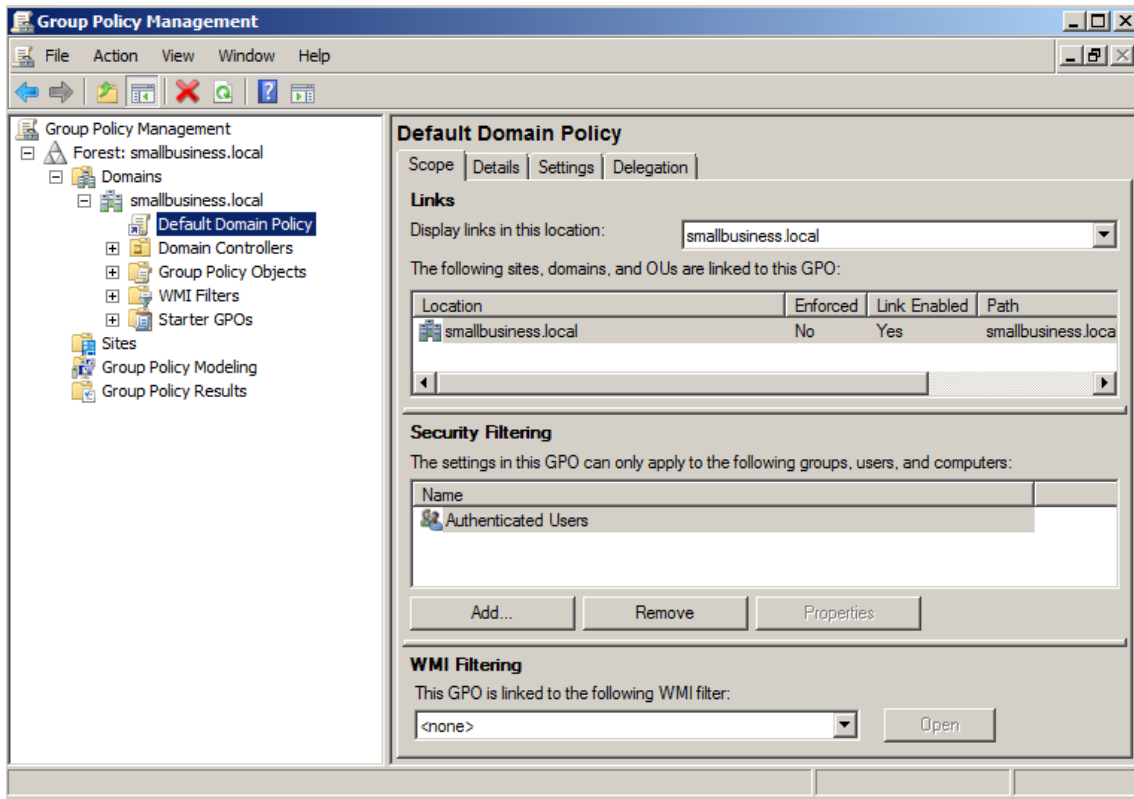 Group Policy Management
File Action View Window Help
Group Policy Management
Forest: smallbusiness.local
Domains
smallbusiness.local
Default Domain Policy
Domain Controllers
Group Policy Objects
WMI Filters
Starter GPOs
Sites
Group Policy Modeling
Group Policy Results
Default Domain Policy
Scope Details Settings Delegation
Links
Display links in this location: smallbusiness.local
The following sites, domains, and OUs are linked to this GPO:
Location Enforced Link Enabled Path
smallbusiness.local No Yes smallbusiness.loca
Security Filtering
The settings in this GPO can only apply to the following groups, users, and computers:
Name
Authenticated Users
Add... Remove Properties
WMI Filtering
This GPO is linked to the following WMI filter:
<none> Open